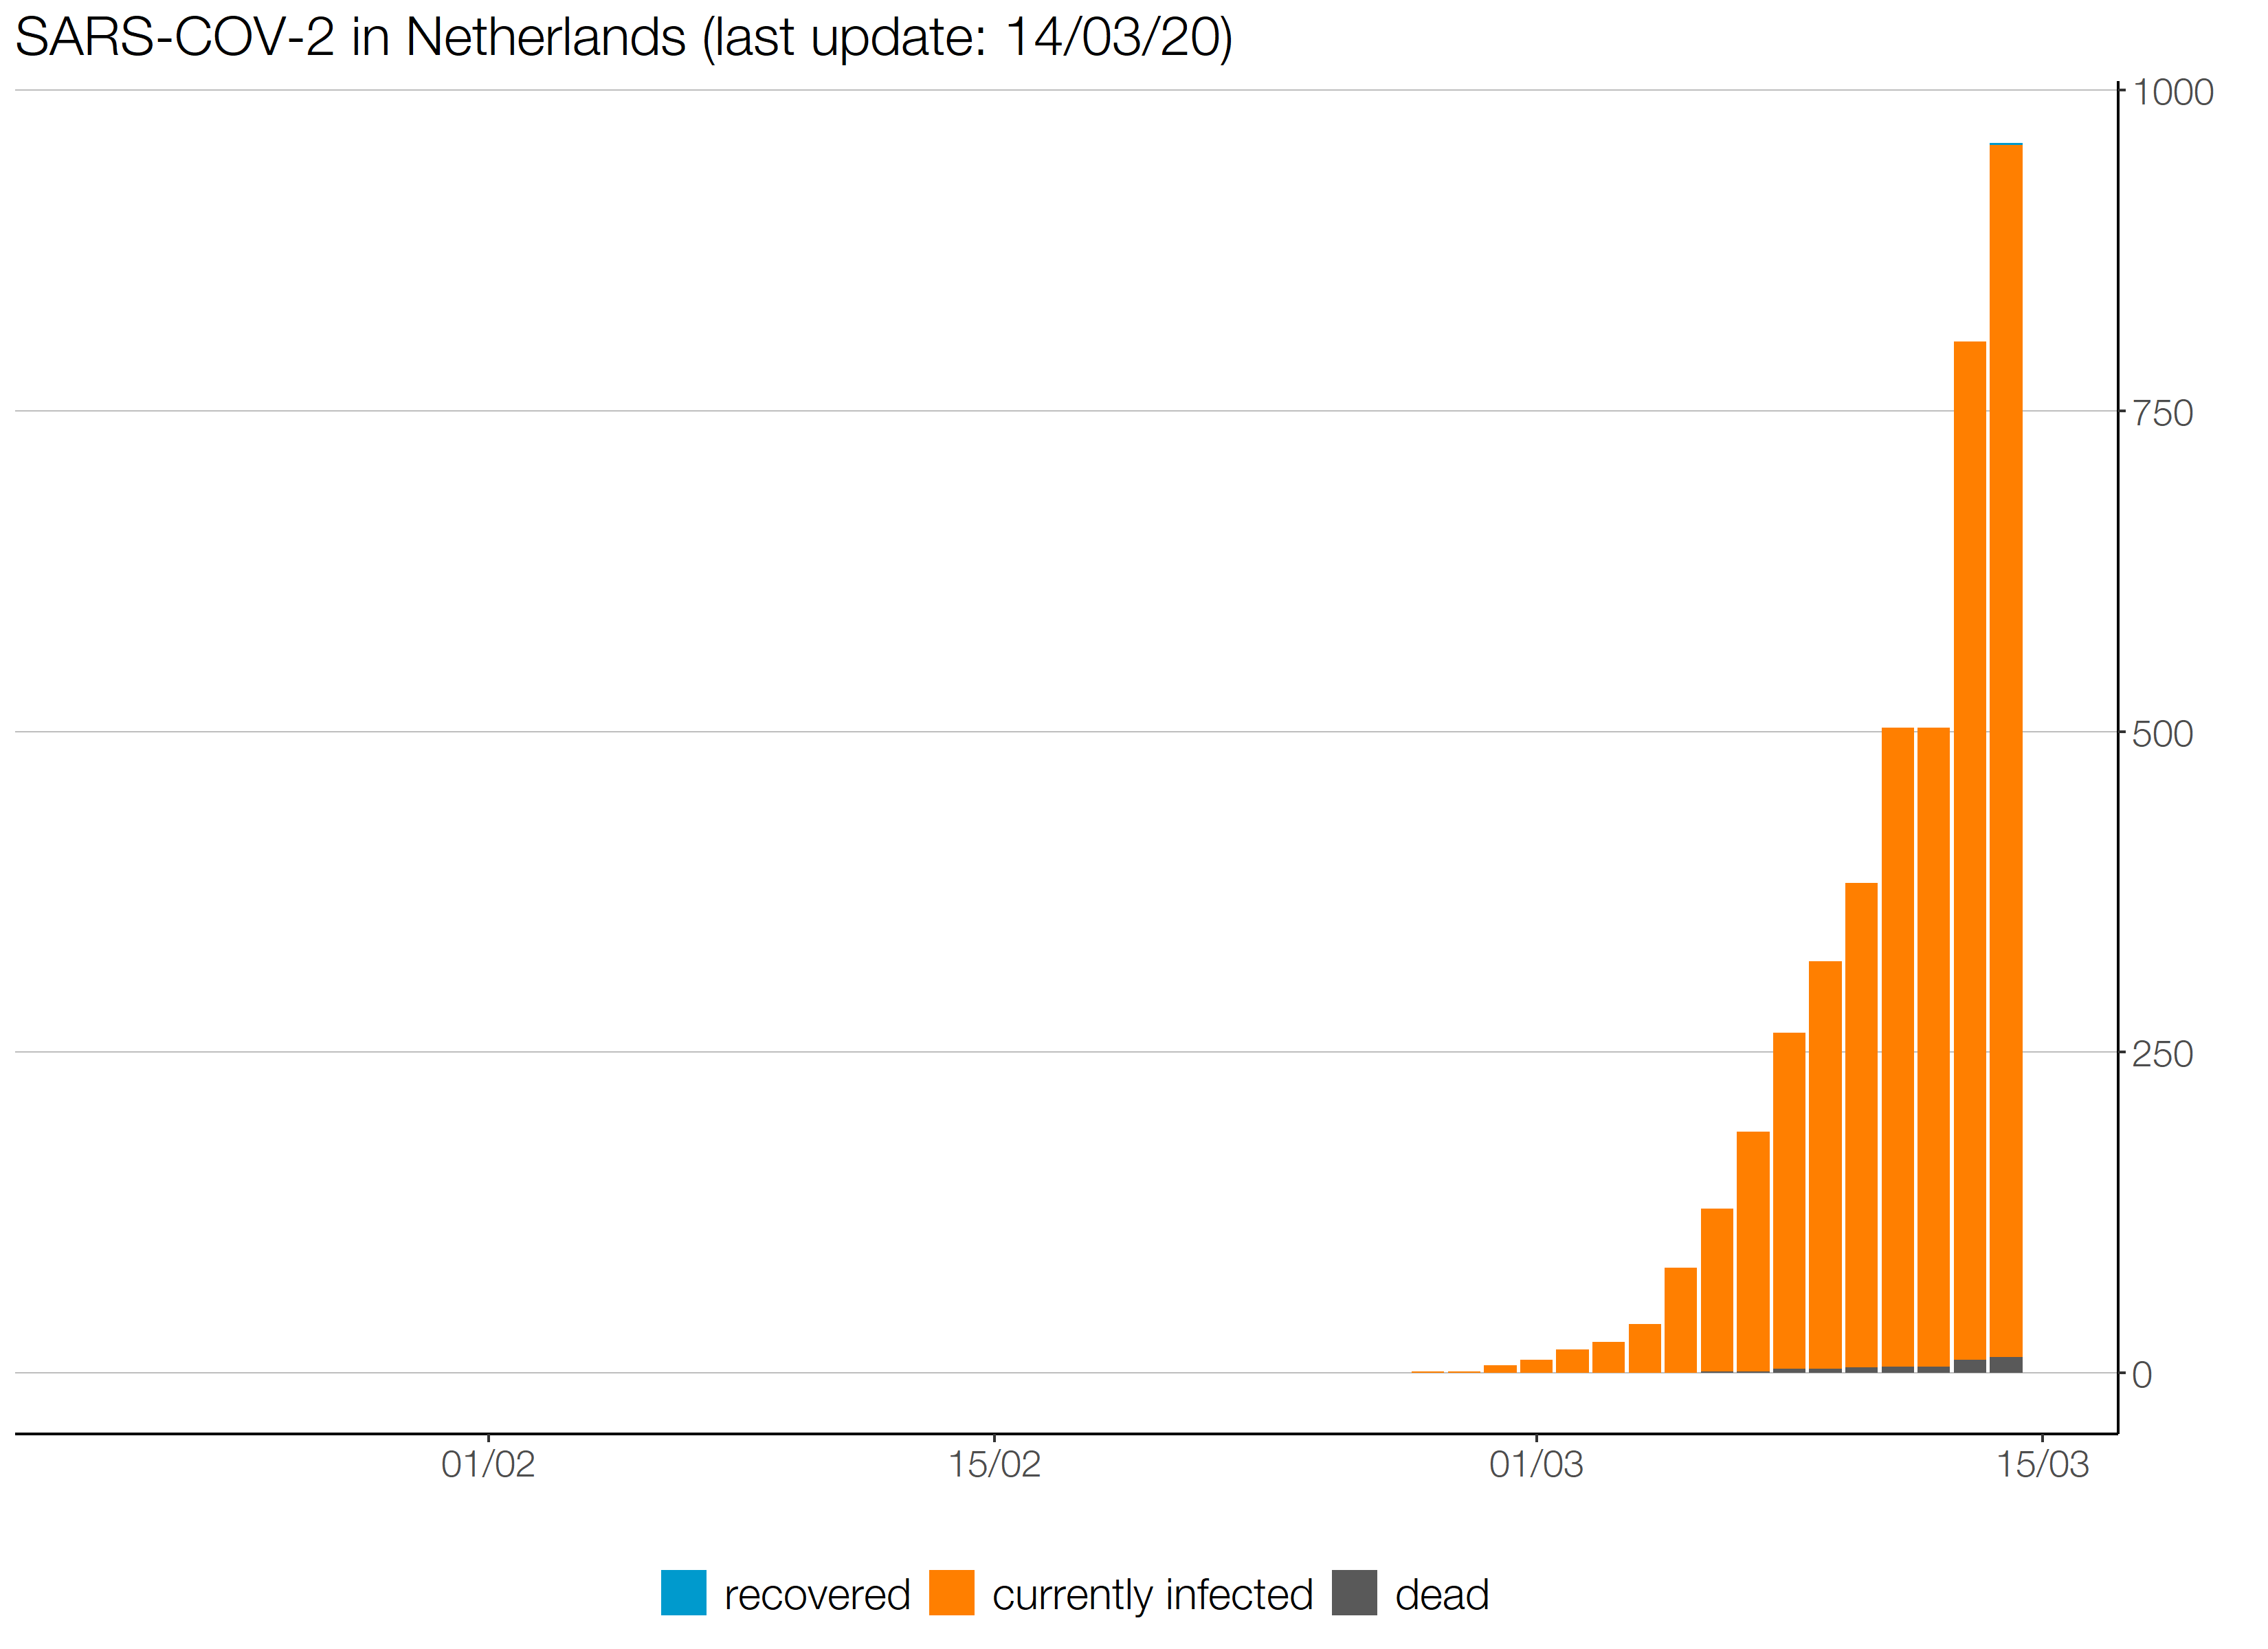 SARS-COV-2 in Netherlands (last update: 14/03/20)
1000
750
500
250
0
01/02 15/02 01/03 15/03
recovered currently infected dead